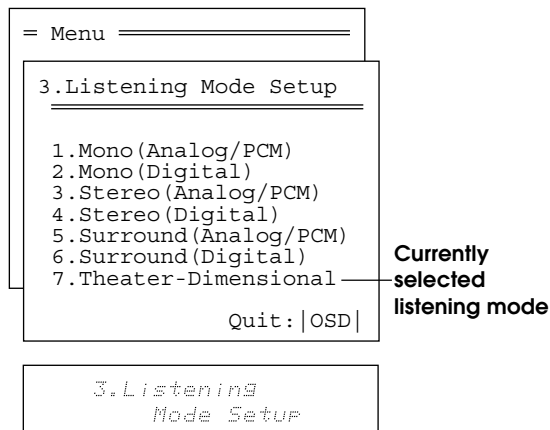 = Menu
3.Listening Mode Setup
1.Mono(Analog/PCM)
2.Mono(Digital)
3.Stereo(Analog/PCM)
4.Stereo(Digital)
5.Surround(Analog/PCM)
6.Surround(Digital)
7.Theater-Dimensional
Currently
selected
listening mode
Quit:|OSD|
3.Listening
Mode Setup